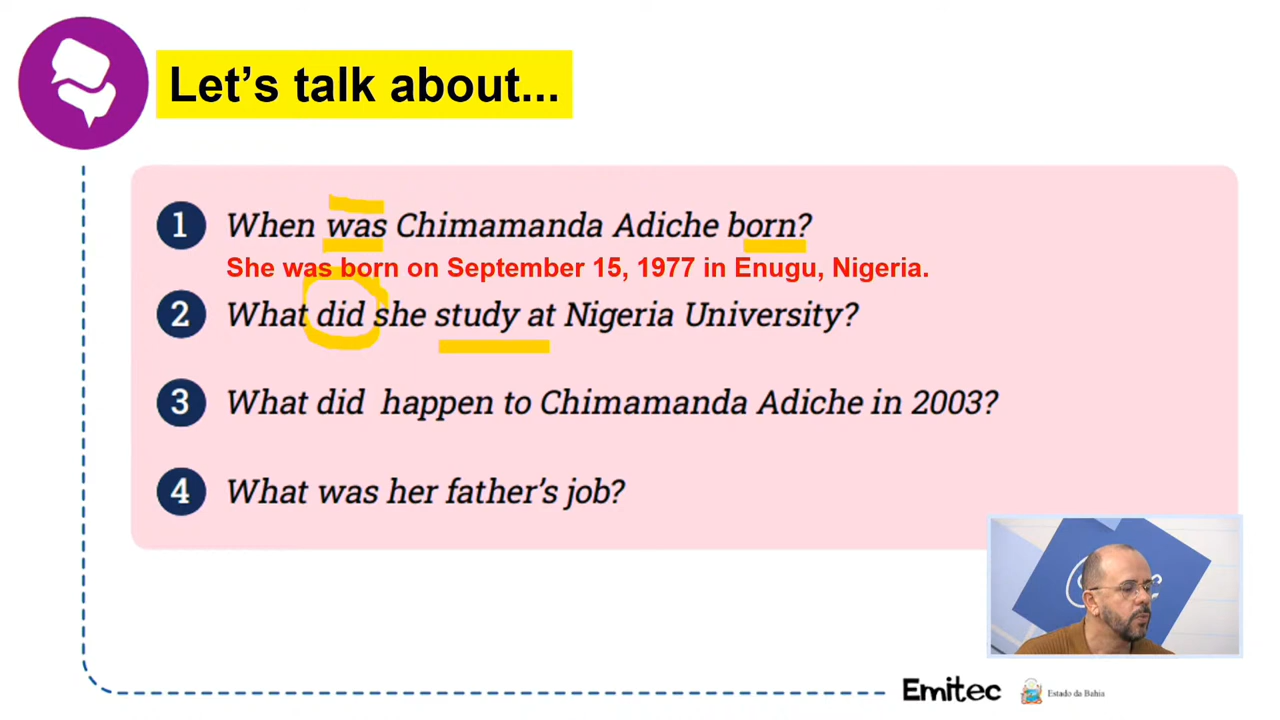 Let's talk about...
1 When was Chimamanda Adiche born?
She was born on September 15, 1977 in Enugu, Nigeria.
2 What did she study at Nigeria University?
3 What did happen to Chimamanda Adiche in 2003?
4 What was her father's job?
Emitec Estado da Bahia